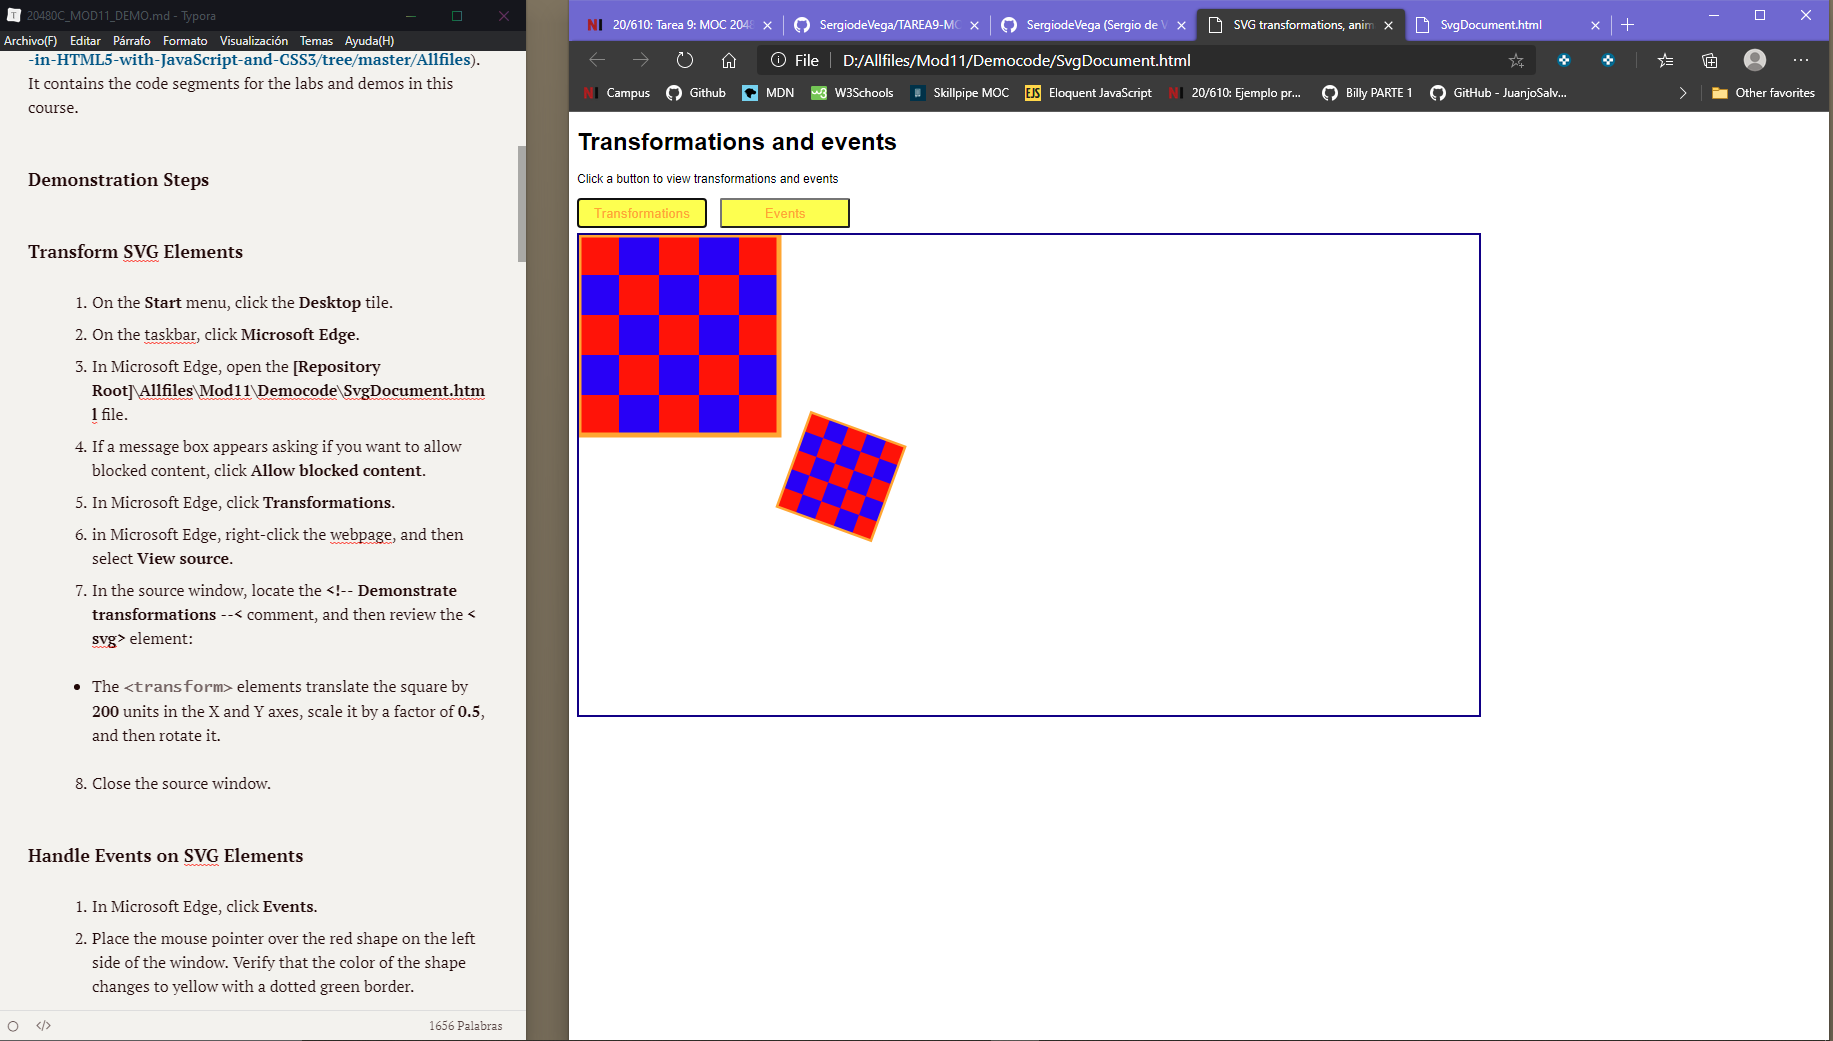 20480C_MOD11_DEMO.md - Typora
Archivo(F) Editar Párrafo Formato Visualización Temas Ayuda(H)
-in-HTML5-with-JavaScript-and-CSS3/tree/master/Allfiles).
It contains the code segments for the labs and demos in this
course.
Demonstration Steps
Transform SVG Elements
1. On the Start menu, click the Desktop tile.
2. On the taskbar, click Microsoft Edge.
3. In Microsoft Edge, open the [Repository
Root]\Allfiles\Mod11\Democode\SvgDocument.htm
l file.
4. If a message box appears asking if you want to allow
blocked content, click Allow blocked content.
5. In Microsoft Edge, click Transformations.
6. in Microsoft Edge, right-click the webpage, and then
select View source.
7. In the source window, locate the <!-- Demonstrate
transformations --< comment, and then review the <
svg> element:
• The <transform> elements translate the square by
200 units in the X and Y axes, scale it by a factor of 0.5,
and then rotate it.
8. Close the source window.
Handle Events on SVG Elements
1. In Microsoft Edge, click Events.
2. Place the mouse pointer over the red shape on the left
side of the window. Verify that the color of the shape
changes to yellow with a dotted green border.
</> 1656 Palabras
20/610: Tarea 9: MOC 2048 SergiodeVega/TAREA9-MO SergiodeVega (Sergio de V SVG transformations, anim SvgDocument.html
File D:/Allfiles/Mod11/Democode/SvgDocument.html
NI Campus Github MDN W3Schools Skillpipe MOC EJS Eloquent JavaScript NI 20/610: Ejemplo pr... Billy PARTE 1 GitHub - JuanjoSalv... Other favorites
Transformations and events
Click a button to view transformations and events
Transformations Events